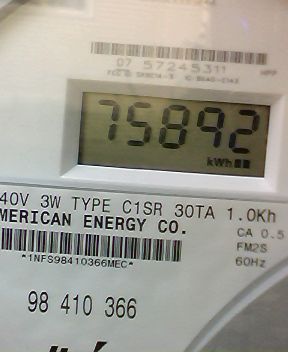 07 57245311
HPP
75892
kWh
40V 3W TYPE C1SR 30TA 1.0Kh
MERICAN ENERGY CO.
CA 0.5
FM2S
60Hz
*1NFS98410366MEC*
98 410 366